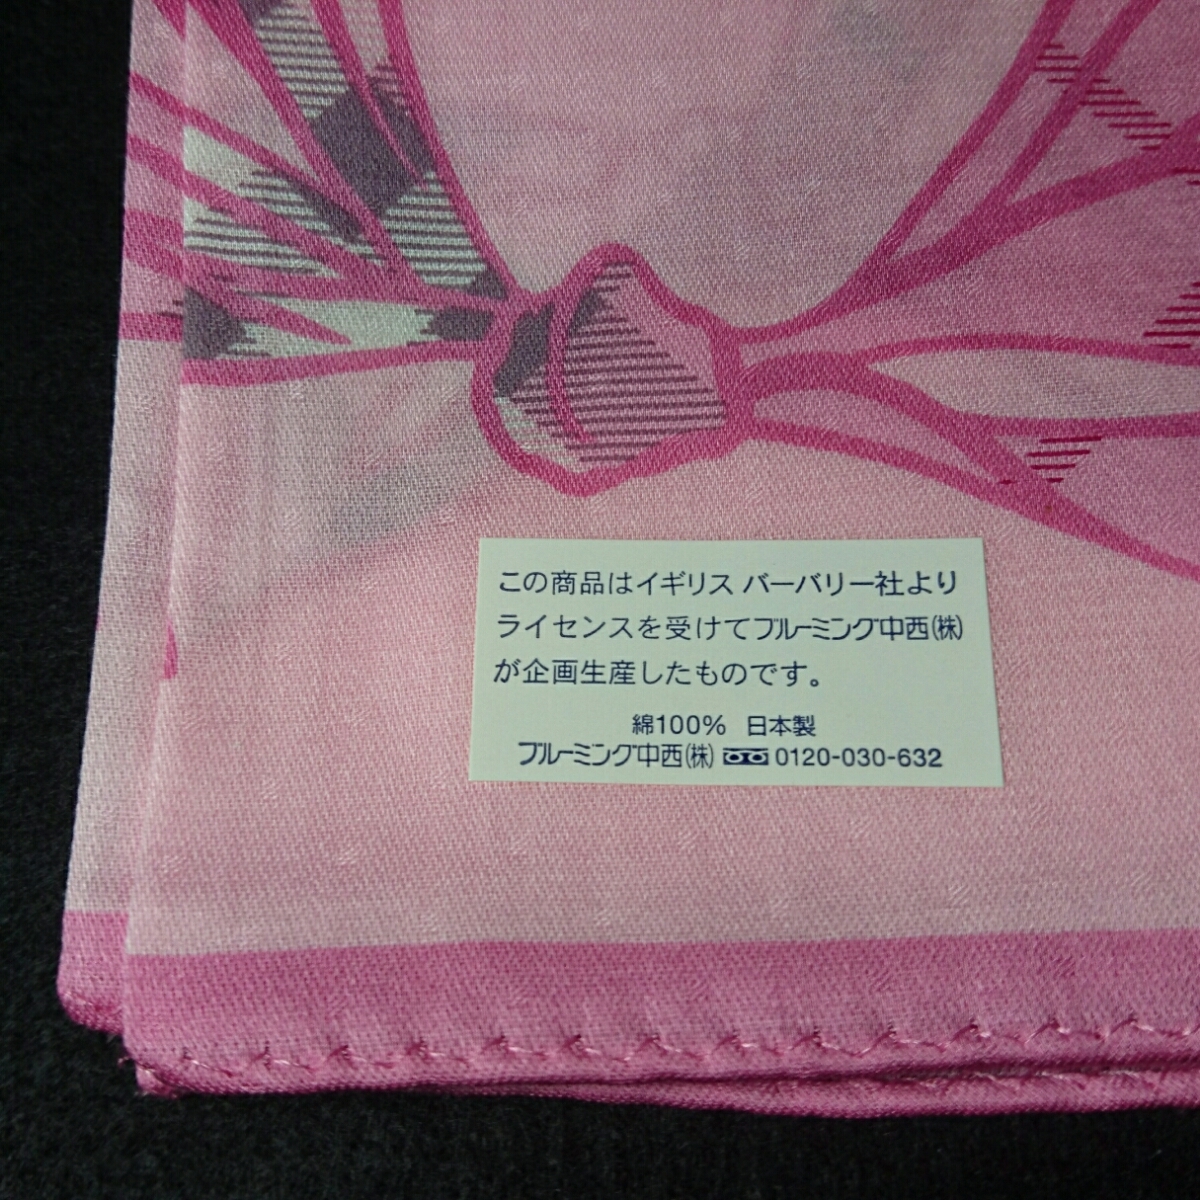 この商品はイギリス バーバリー社より
ライセンスを受けてブルーミング中西(株)
が企画生産したものです。
綿100% 日本製
ブルーミング中西(株) 0120-030-632